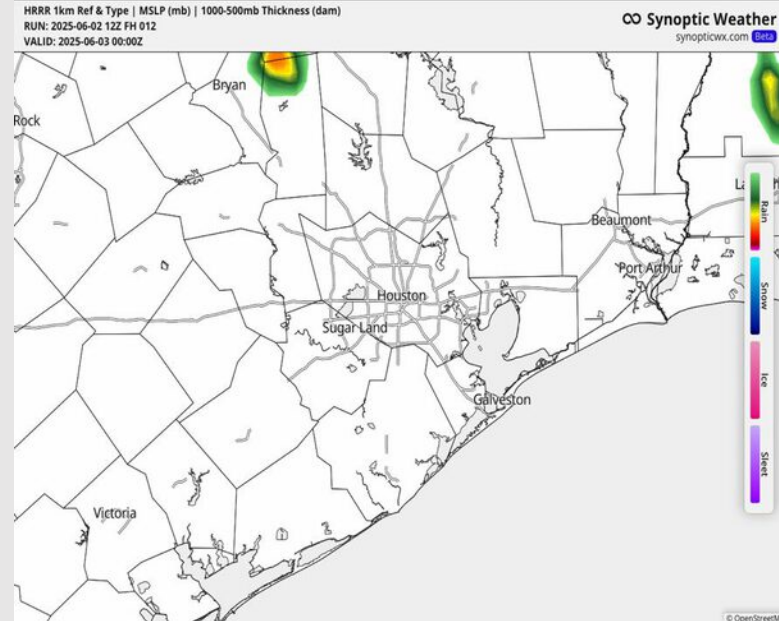 HRRR 1km Ref & Type | MSLP (mb) | 1000-500mb Thickness (dam)
RUN: 2025-06-02 12Z FH 012
VALID: 2025-06-03 00:00Z
Synoptic Weather
synopticwx.com Beta
Bryan
Rock
Beaumont
Port Arthur
Houston
Sugar Land
Galveston
Victoria
Rain
Snow
Ice
Sleet